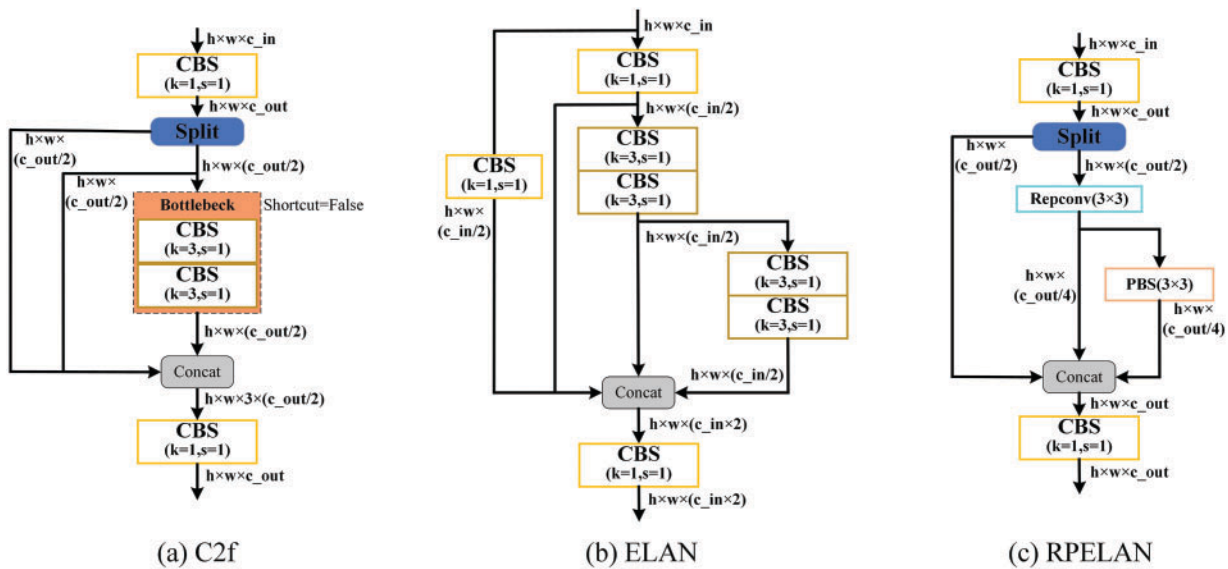 h×w×c_in
CBS
(k=1,s=1)
h×w×c_out
Split
h×w×
(c_out/2)
h×w×(c_out/2)
h×w×
(c_out/2)
Bottlebeck
Shortcut=False
CBS
(k=3,s=1)
CBS
(k=3,s=1)
h×w×(c_out/2)
Concat
h×w×3×(c_out/2)
CBS
(k=1,s=1)
h×w×c_out
(a) C2f
h×w×c_in
CBS
(k=1,s=1)
h×w×(c_in/2)
CBS
(k=3,s=1)
CBS
(k=3,s=1)
CBS
(k=1,s=1)
h×w×
(c_in/2)
h×w×(c_in/2)
CBS
(k=3,s=1)
CBS
(k=3,s=1)
h×w×(c_in/2)
Concat
h×w×(c_in×2)
CBS
(k=1,s=1)
h×w×(c_in×2)
(b) ELAN
h×w×c_in
CBS
(k=1,s=1)
h×w×c_out
Split
h×w×
(c_out/2)
h×w×(c_out/2)
Repconv(3×3)
h×w×
(c_out/4)
PBS(3×3)
h×w×
(c_out/4)
Concat
h×w×c_out
CBS
(k=1,s=1)
h×w×c_out
(c) RPELAN